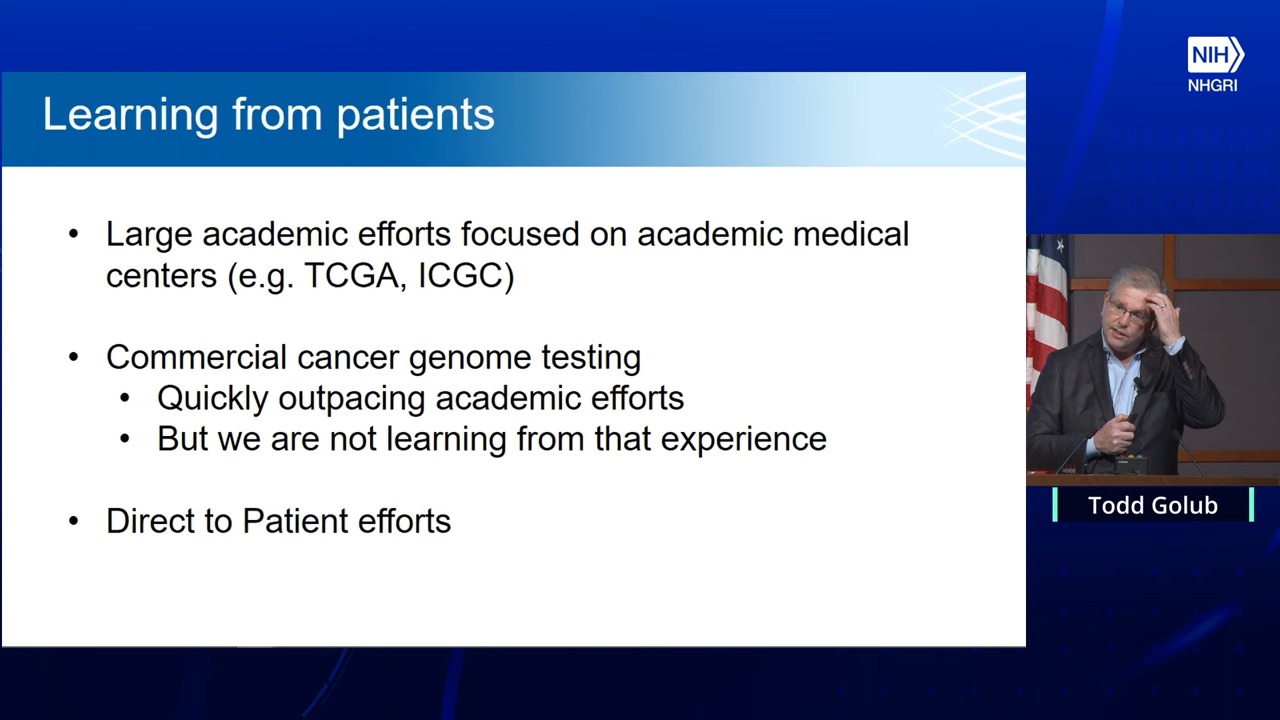 NIH
NHGRI
Learning from patients
• Large academic efforts focused on academic medical
centers (e.g. TCGA, ICGC)
• Commercial cancer genome testing
• Quickly outpacing academic efforts
• But we are not learning from that experience
• Direct to Patient efforts
Todd Golub